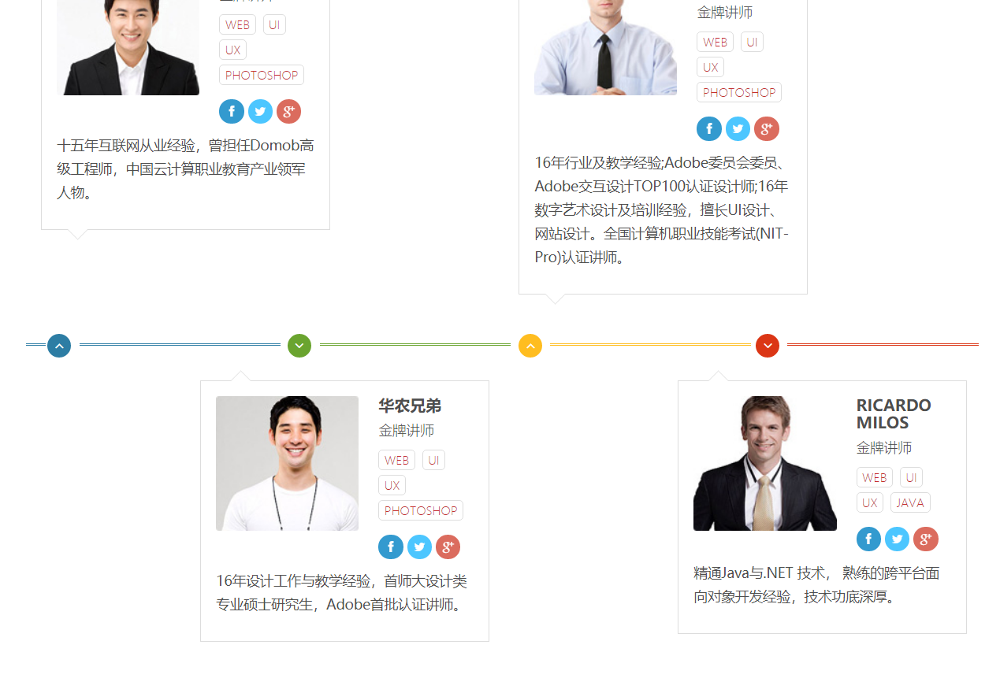 金牌讲师
WEB UI
UX
PHOTOSHOP
十五年互联网从业经验，曾担任Domob高
级工程师，中国云计算职业教育产业领军
人物。
金牌讲师
WEB UI
UX
PHOTOSHOP
16年行业及教学经验;Adobe委员会委员、
Adobe交互设计TOP100认证设计师;16年
数字艺术设计及培训经验，擅长UI设计、
网站设计。全国计算机职业技能考试(NIT-
Pro)认证讲师。
华农兄弟
金牌讲师
WEB UI
UX
PHOTOSHOP
16年设计工作与教学经验，首师大设计类
专业硕士研究生，Adobe首批认证讲师。
RICARDO
MILOS
金牌讲师
WEB UI
UX JAVA
精通Java与.NET 技术， 熟练的跨平台面
向对象开发经验，技术功底深厚。